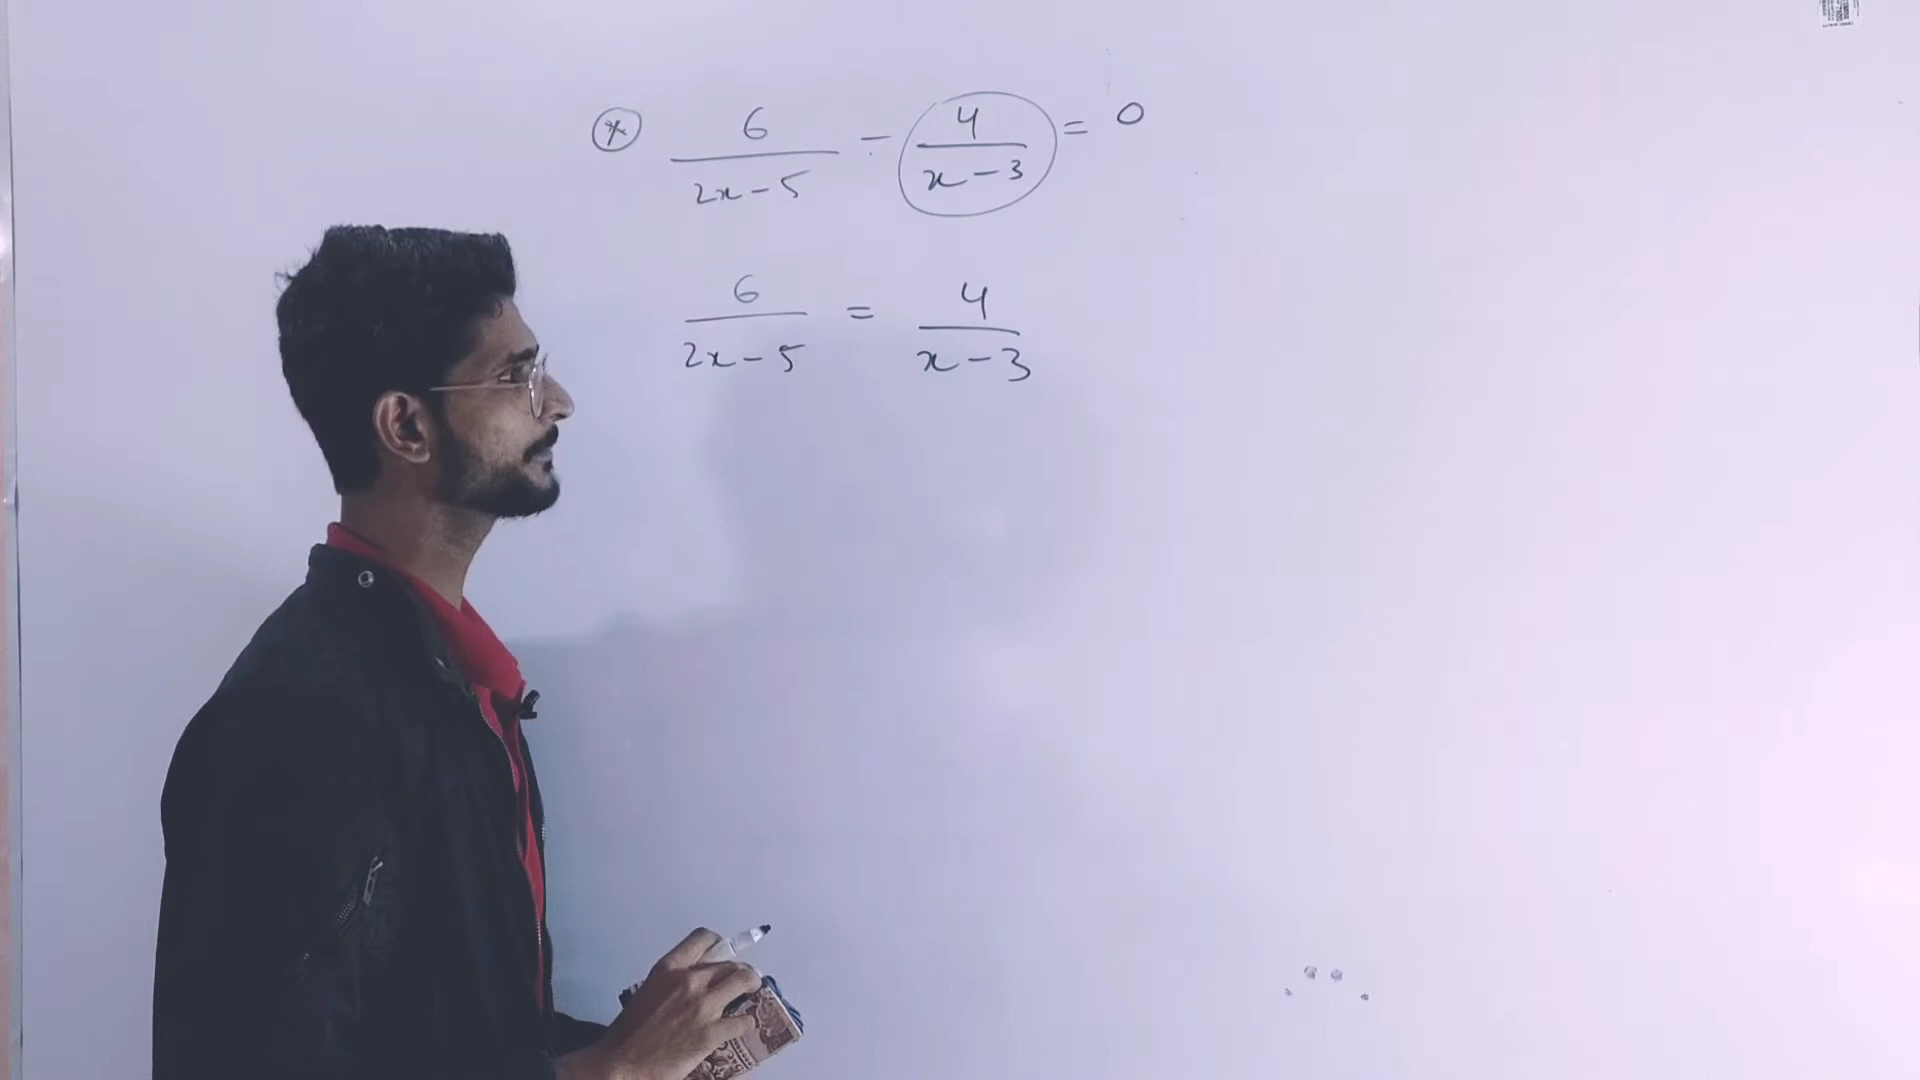 * 6/(2x-5) - 4/(x-3) = 0
6/(2x-5) = 4/(x-3)